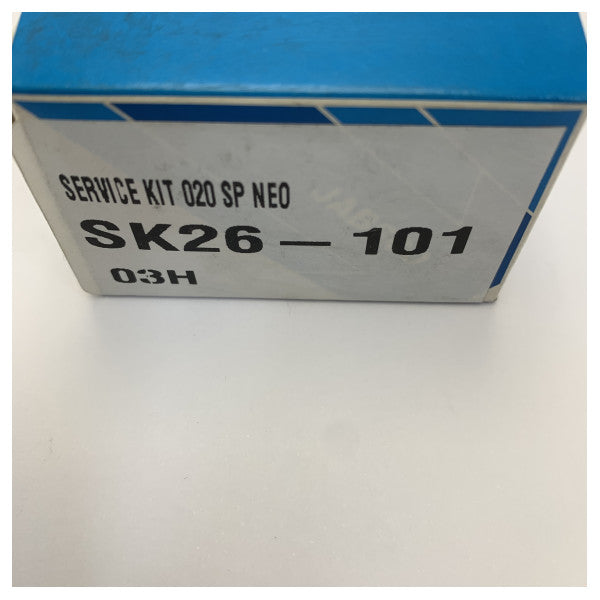 SERVICE KIT 020 SP NEO
SK26-101
03H